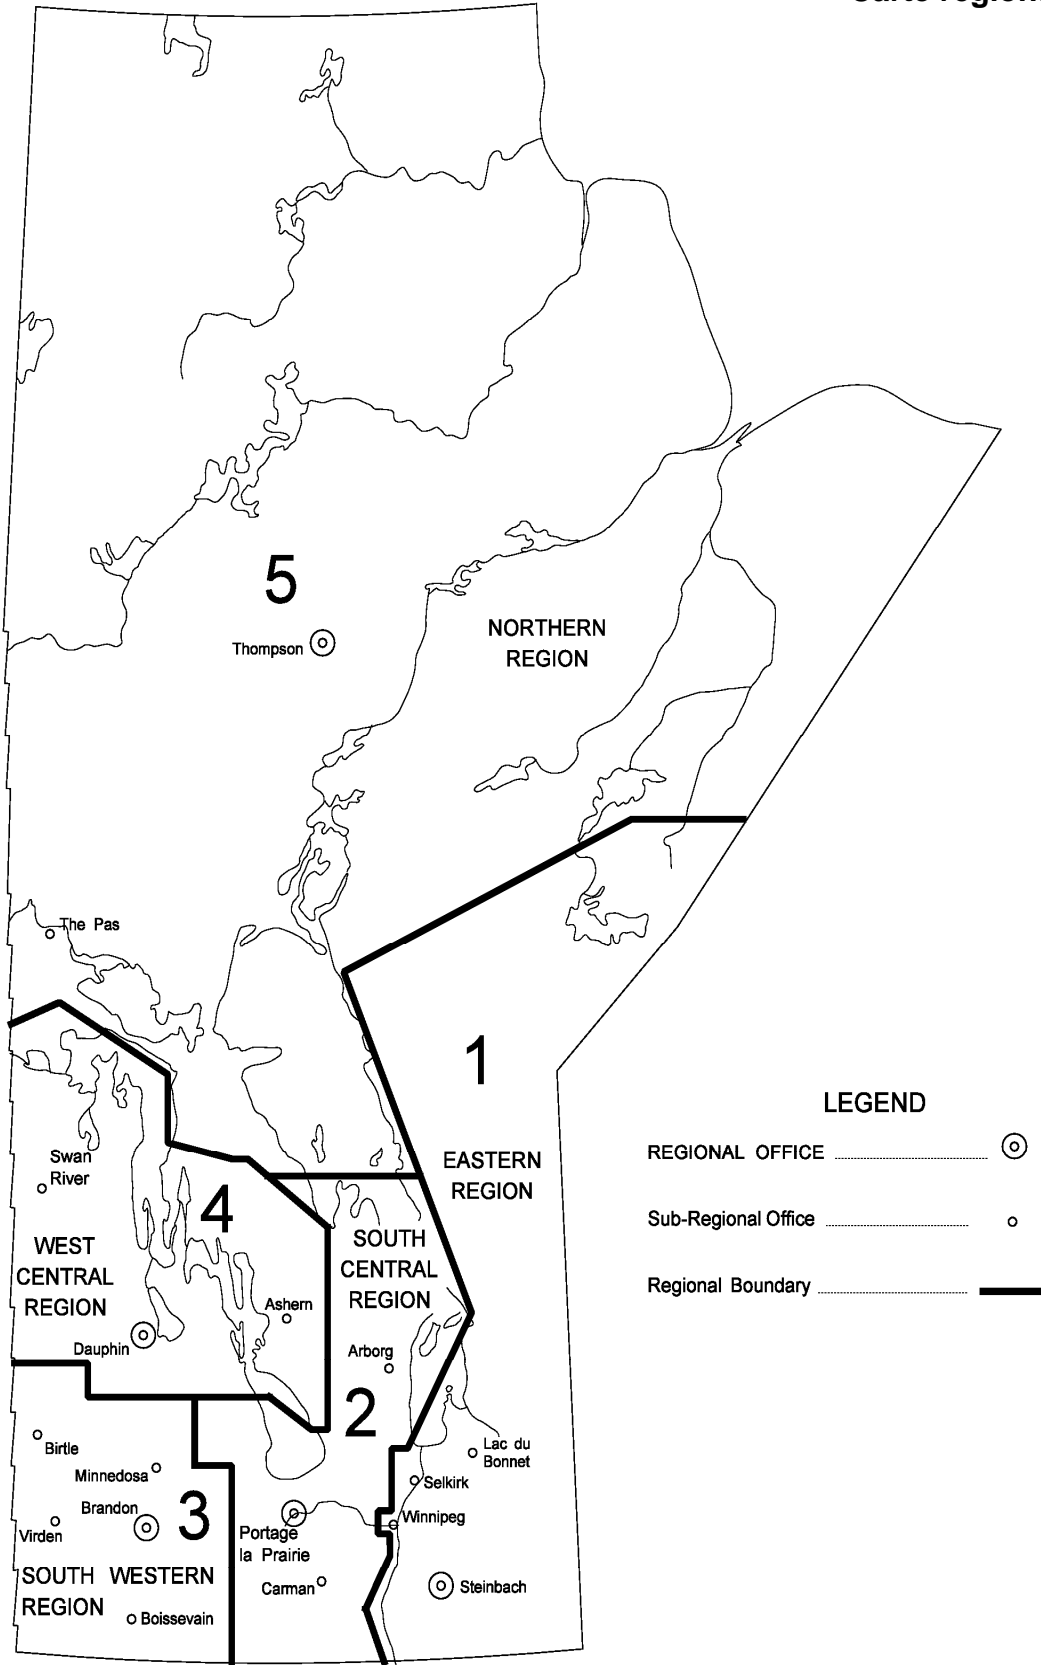 5
Thompson
NORTHERN
REGION
The Pas
1
LEGEND
REGIONAL OFFICE
Sub-Regional Office
Regional Boundary
EASTERN
REGION
Swan
River
4
WEST
CENTRAL
REGION
SOUTH
CENTRAL
REGION
Ashern
Dauphin
Arborg
2
Birtle
Minnedosa
Brandon
3
Virden
SOUTH WESTERN
REGION
Boissevain
Lac du
Bonnet
Selkirk
Winnipeg
Portage
la Prairie
Carman
Steinbach